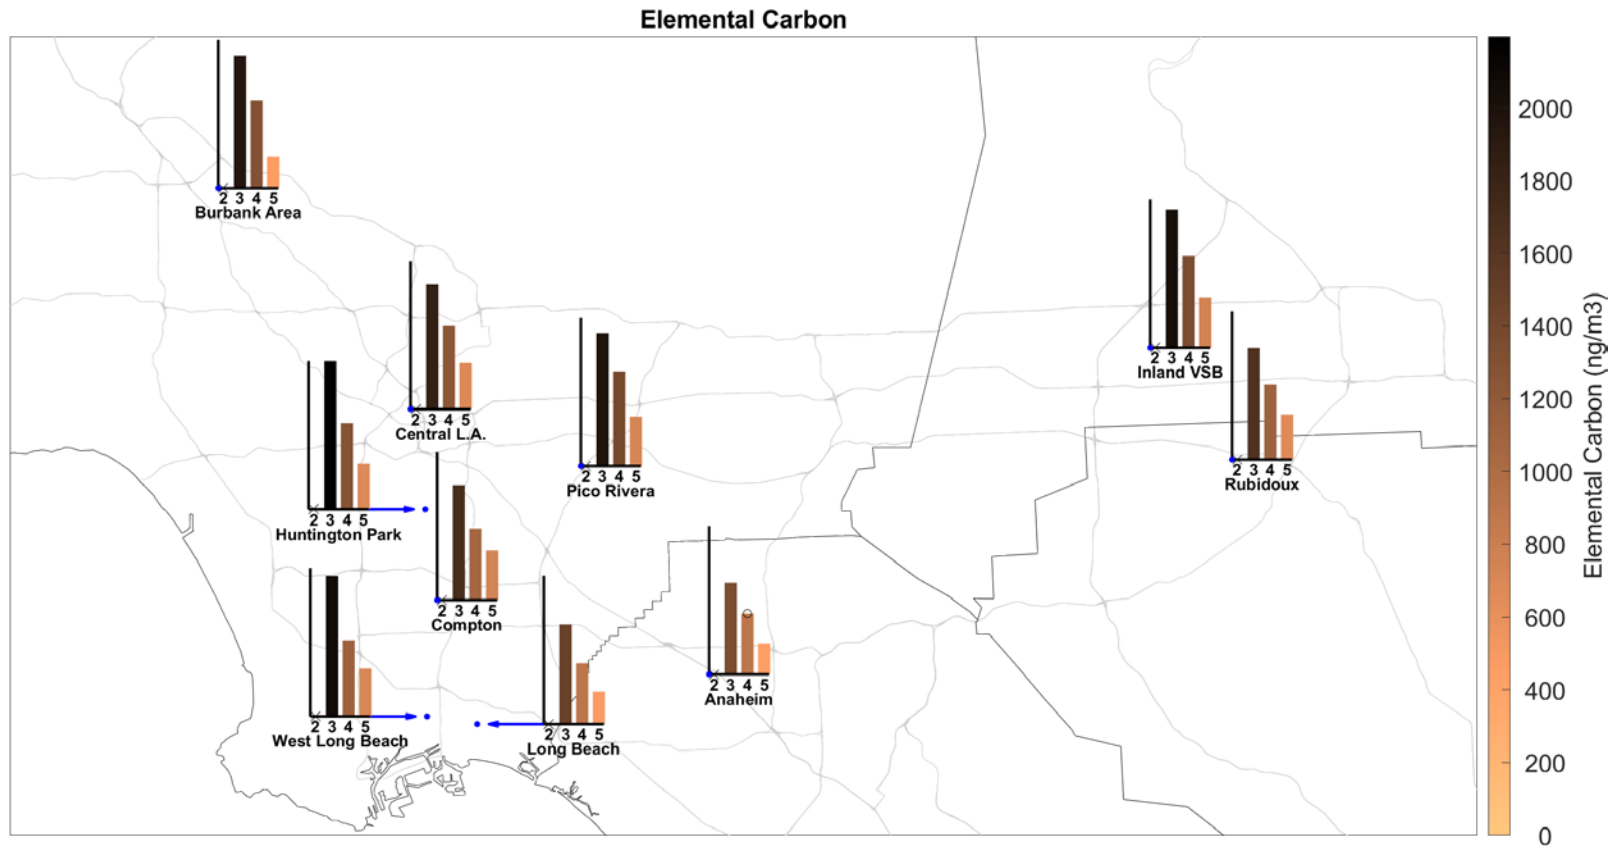 Elemental Carbon
2 3 4 5
Burbank Area
2 3 4 5
Central L.A.
2 3 4 5
Pico Rivera
2 3 4 5
Inland VSB
2 3 4 5
Rubidoux
2 3 4 5
Huntington Park
2 3 4 5
Compton
2 3 4 5
West Long Beach
2 3 4 5
Long Beach
2 3 4 5
Anaheim
2000
1800
1600
1400
1200
1000
800
600
400
200
0
Elemental Carbon (ng/m3)